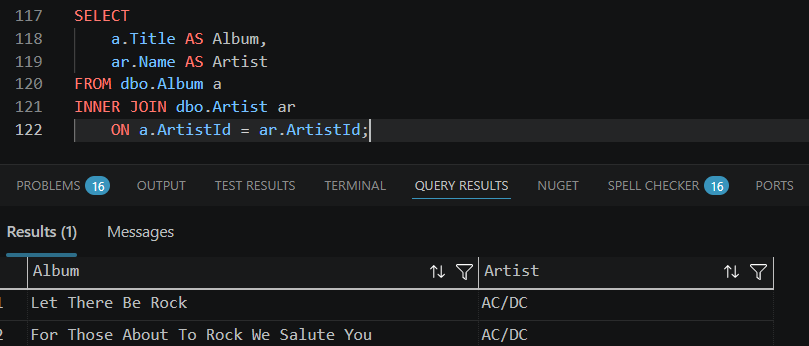 117 SELECT
118 a.Title AS Album,
119 ar.Name AS Artist
120 FROM dbo.Album a
121 INNER JOIN dbo.Artist ar
122 ON a.ArtistId = ar.ArtistId;
PROBLEMS 16 OUTPUT TEST RESULTS TERMINAL QUERY RESULTS NUGET SPELL CHECKER 16 PORTS
Results (1) Messages
Album Artist
1 Let There Be Rock AC/DC
2 For Those About To Rock We Salute You AC/DC